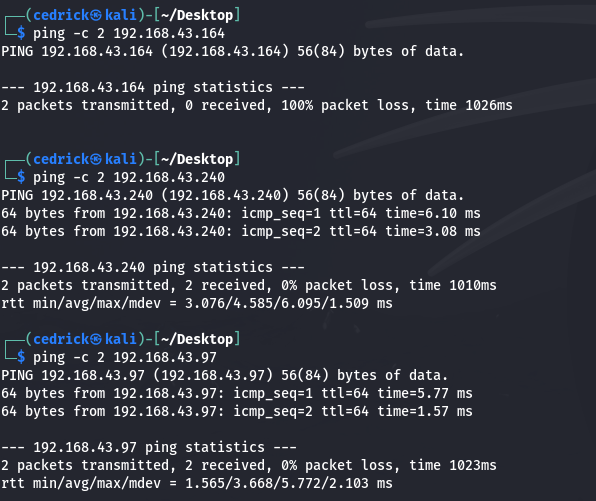 ┌──(cedrick㉿kali)-[~/Desktop]
└─$ ping -c 2 192.168.43.164
PING 192.168.43.164 (192.168.43.164) 56(84) bytes of data.
--- 192.168.43.164 ping statistics ---
2 packets transmitted, 0 received, 100% packet loss, time 1026ms
┌──(cedrick㉿kali)-[~/Desktop]
└─$ ping -c 2 192.168.43.240
PING 192.168.43.240 (192.168.43.240) 56(84) bytes of data.
64 bytes from 192.168.43.240: icmp_seq=1 ttl=64 time=6.10 ms
64 bytes from 192.168.43.240: icmp_seq=2 ttl=64 time=3.08 ms
--- 192.168.43.240 ping statistics ---
2 packets transmitted, 2 received, 0% packet loss, time 1010ms
rtt min/avg/max/mdev = 3.076/4.585/6.095/1.509 ms
┌──(cedrick㉿kali)-[~/Desktop]
└─$ ping -c 2 192.168.43.97
PING 192.168.43.97 (192.168.43.97) 56(84) bytes of data.
64 bytes from 192.168.43.97: icmp_seq=1 ttl=64 time=5.77 ms
64 bytes from 192.168.43.97: icmp_seq=2 ttl=64 time=1.57 ms
--- 192.168.43.97 ping statistics ---
2 packets transmitted, 2 received, 0% packet loss, time 1023ms
rtt min/avg/max/mdev = 1.565/3.668/5.772/2.103 ms